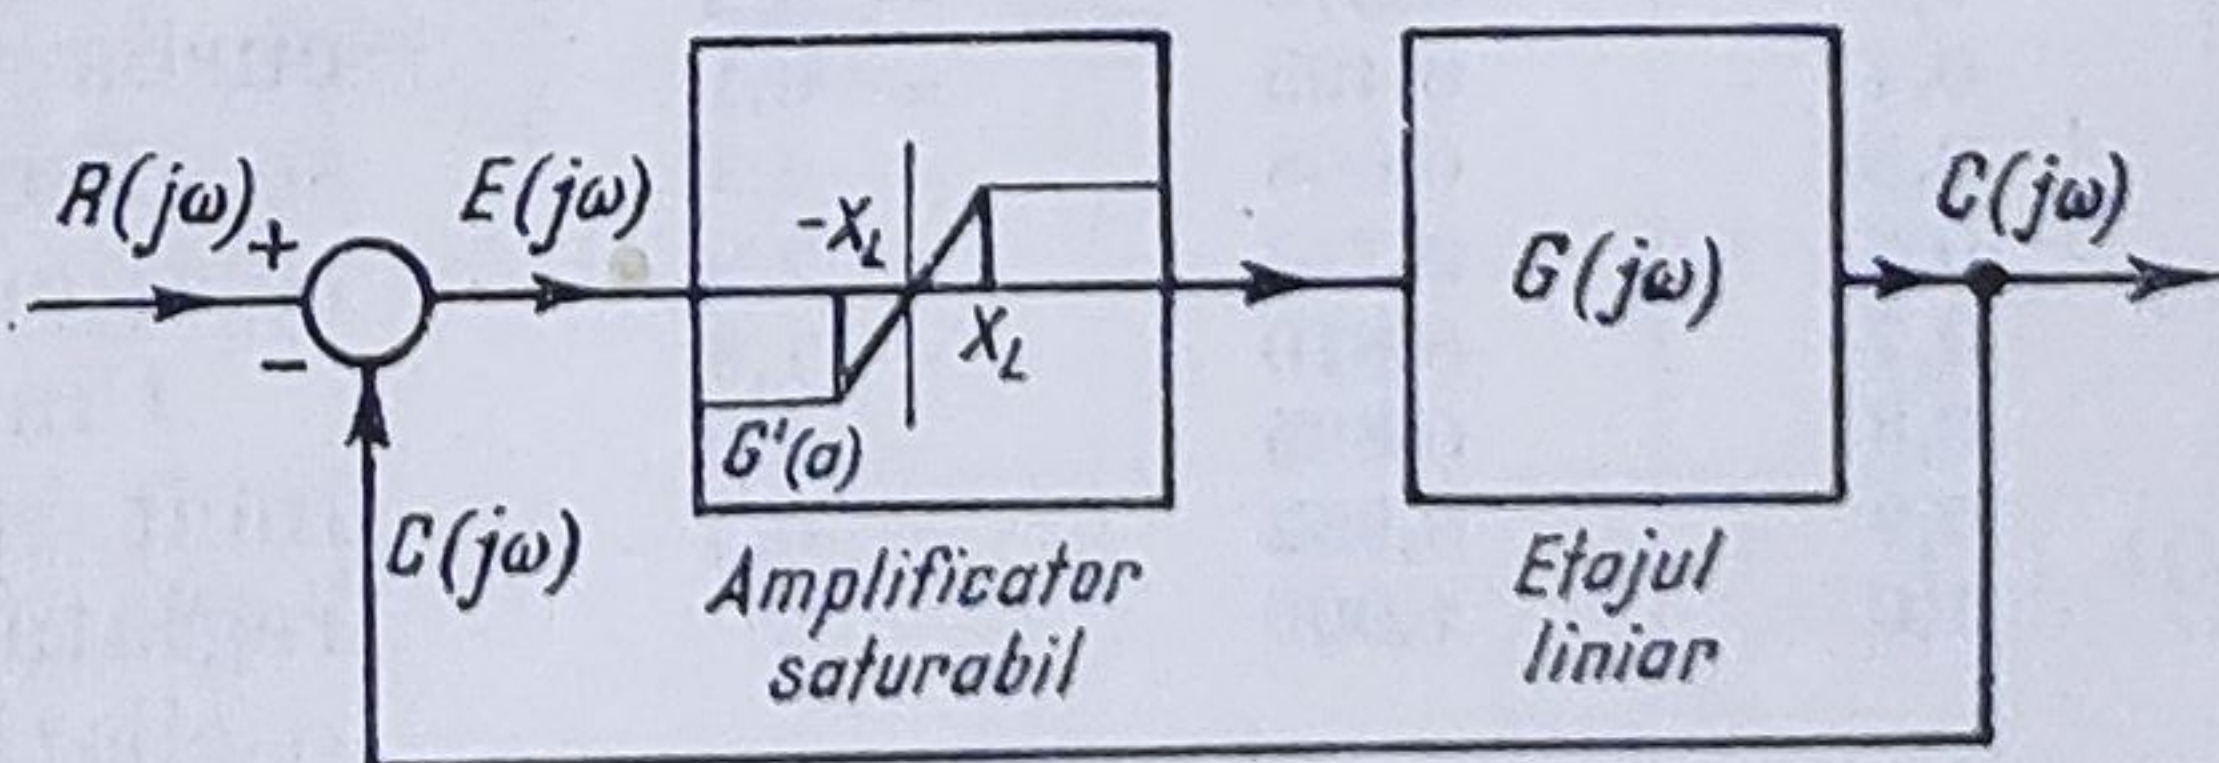 R(jω) +
E(jω)
-X_L
X_L
G'(a)
G(jω)
C(jω)
-
C(jω)
Amplificator
saturabil
Etajul
liniar